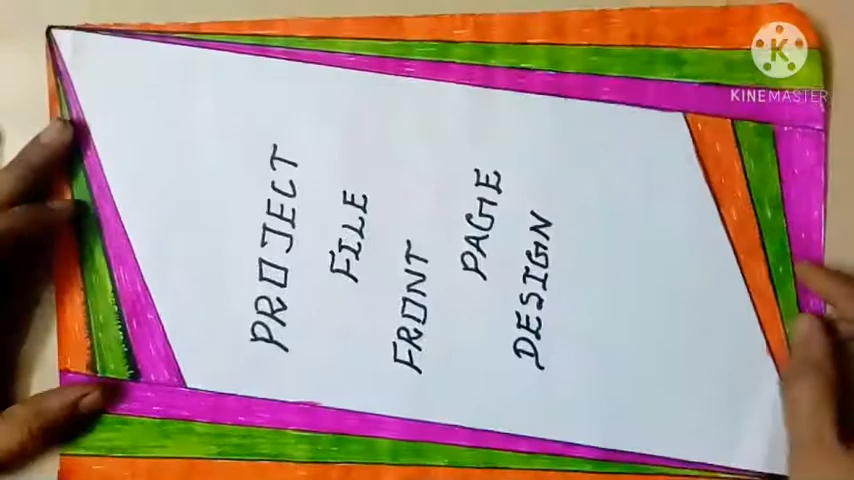 PROJECT
FILE
FRONT
PAGE
DESIGN
KINEMASTER